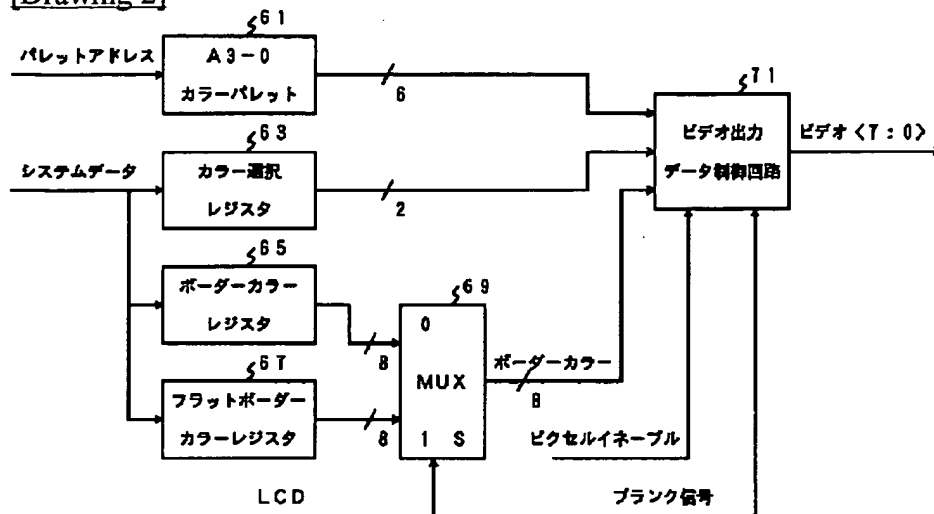 [Drawing 2]
61
パレットアドレス
A3-0
カラーパレット
6
71
ビデオ出力
データ制御回路
ビデオ<7:0>
63
システムデータ
カラー選択
レジスタ
2
65
ボーダーカラー
レジスタ
8
69
0
MUX
1 S
ボーダーカラー
8
67
フラットボーダー
カラーレジスタ
8
ピクセルイネーブル
LCD
ブランク信号